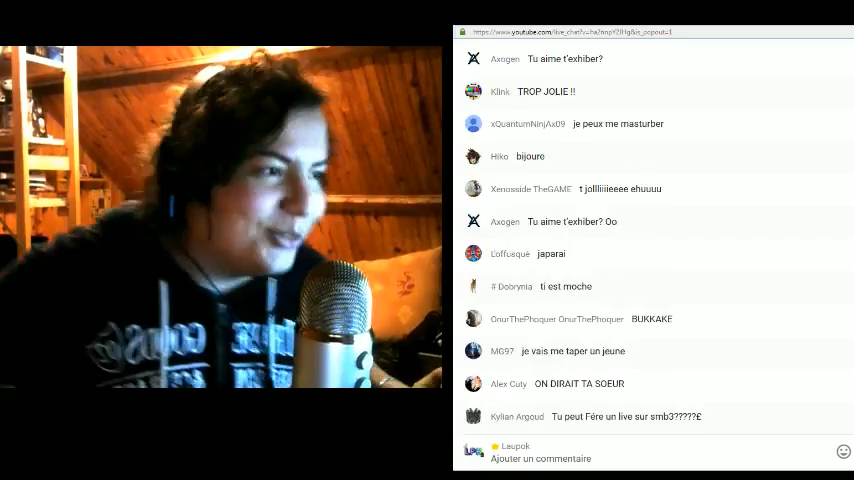 https://www.youtube.com/live_chat?v=ha2nnpYZlHg&is_popout=1
Axogen Tu aime t'exhiber?
Klink TROP JOLIE !!
xQuantumNinjAx09 je peux me masturber
Hiko bijoure
Xenosside TheGAME t jollliiiieeee ehuuuu
Axogen Tu aime t'exhiber? Oo
L'offusqué japarai
# Dobrynia ti est moche
OnurThePhoquer OnurThePhoquer BUKKAKE
MG97 je vais me taper un jeune
Alex Cuty ON DIRAIT TA SOEUR
Kylian Argoud Tu peut Fére un live sur smb3?????£
Laupok
Ajouter un commentaire